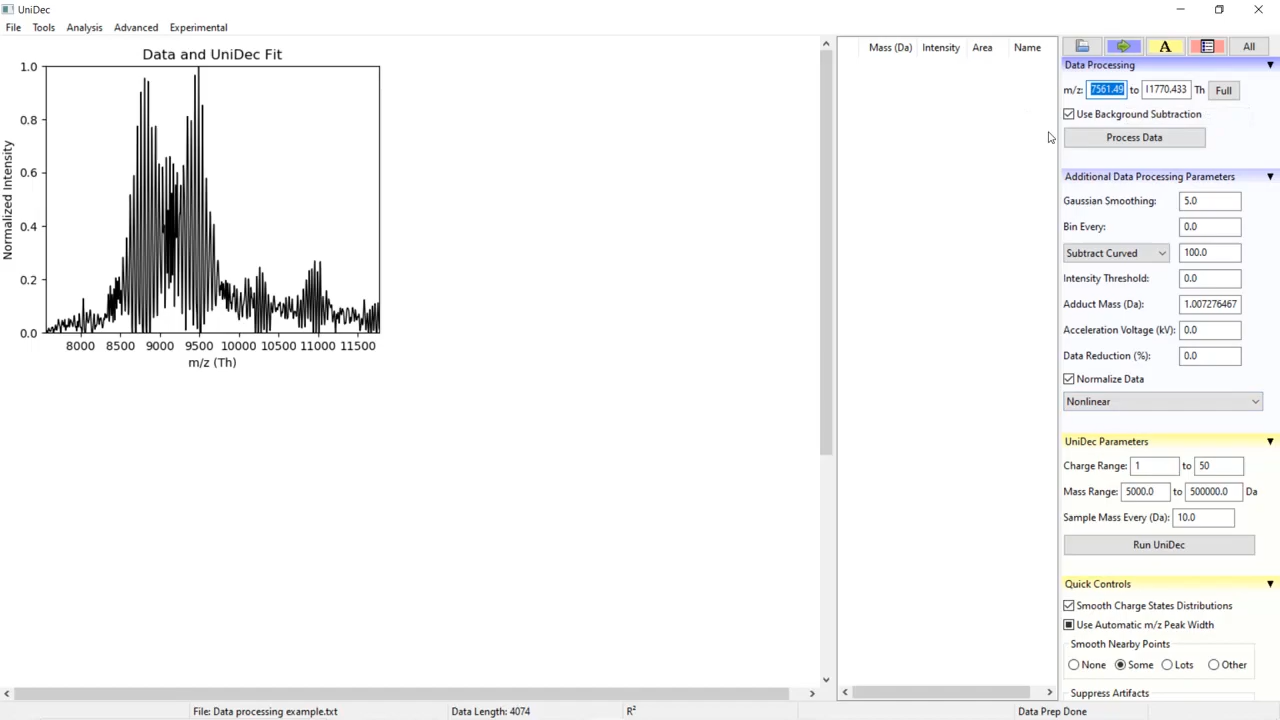 UniDec
File Tools Analysis Advanced Experimental
Data and UniDec Fit
1.0
0.8
0.6
0.4
0.2
0.0
Normalized Intensity
8000 8500 9000 9500 10000 10500 11000 11500
m/z (Th)
Mass (Da) Intensity Area Name
A All
Data Processing
m/z: 7561.49 to 11770.433 Th Full
Use Background Subtraction
Process Data
Additional Data Processing Parameters
Gaussian Smoothing: 5.0
Bin Every: 0.0
Subtract Curved 100.0
Intensity Threshold: 0.0
Adduct Mass (Da): 1.007276467
Acceleration Voltage (kV): 0.0
Data Reduction (%): 0.0
Normalize Data
Nonlinear
UniDec Parameters
Charge Range: 1 to 50
Mass Range: 5000.0 to 500000.0 Da
Sample Mass Every (Da): 10.0
Run UniDec
Quick Controls
Smooth Charge States Distributions
Use Automatic m/z Peak Width
Smooth Nearby Points
None Some Lots Other
Suppress Artifacts
File: Data processing example.txt Data Length: 4074 R² Data Prep Done